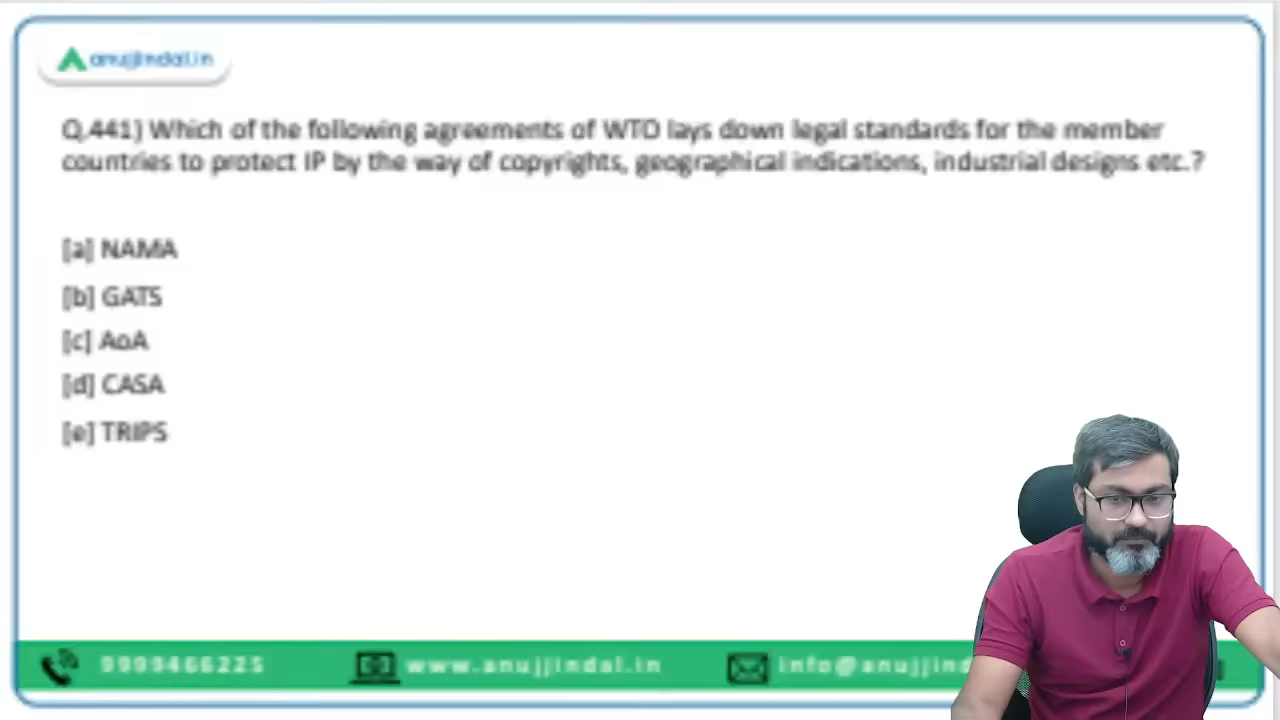 anujjindal.in
Q.441) Which of the following agreements of WTO lays down legal standards for the member
countries to protect IP by the way of copyrights, geographical indications, industrial designs etc.?
[a] NAMA
[b] GATS
[c] AoA
[d] CASA
[e] TRIPS
9999466225 www.anujjindal.in info@anujjind